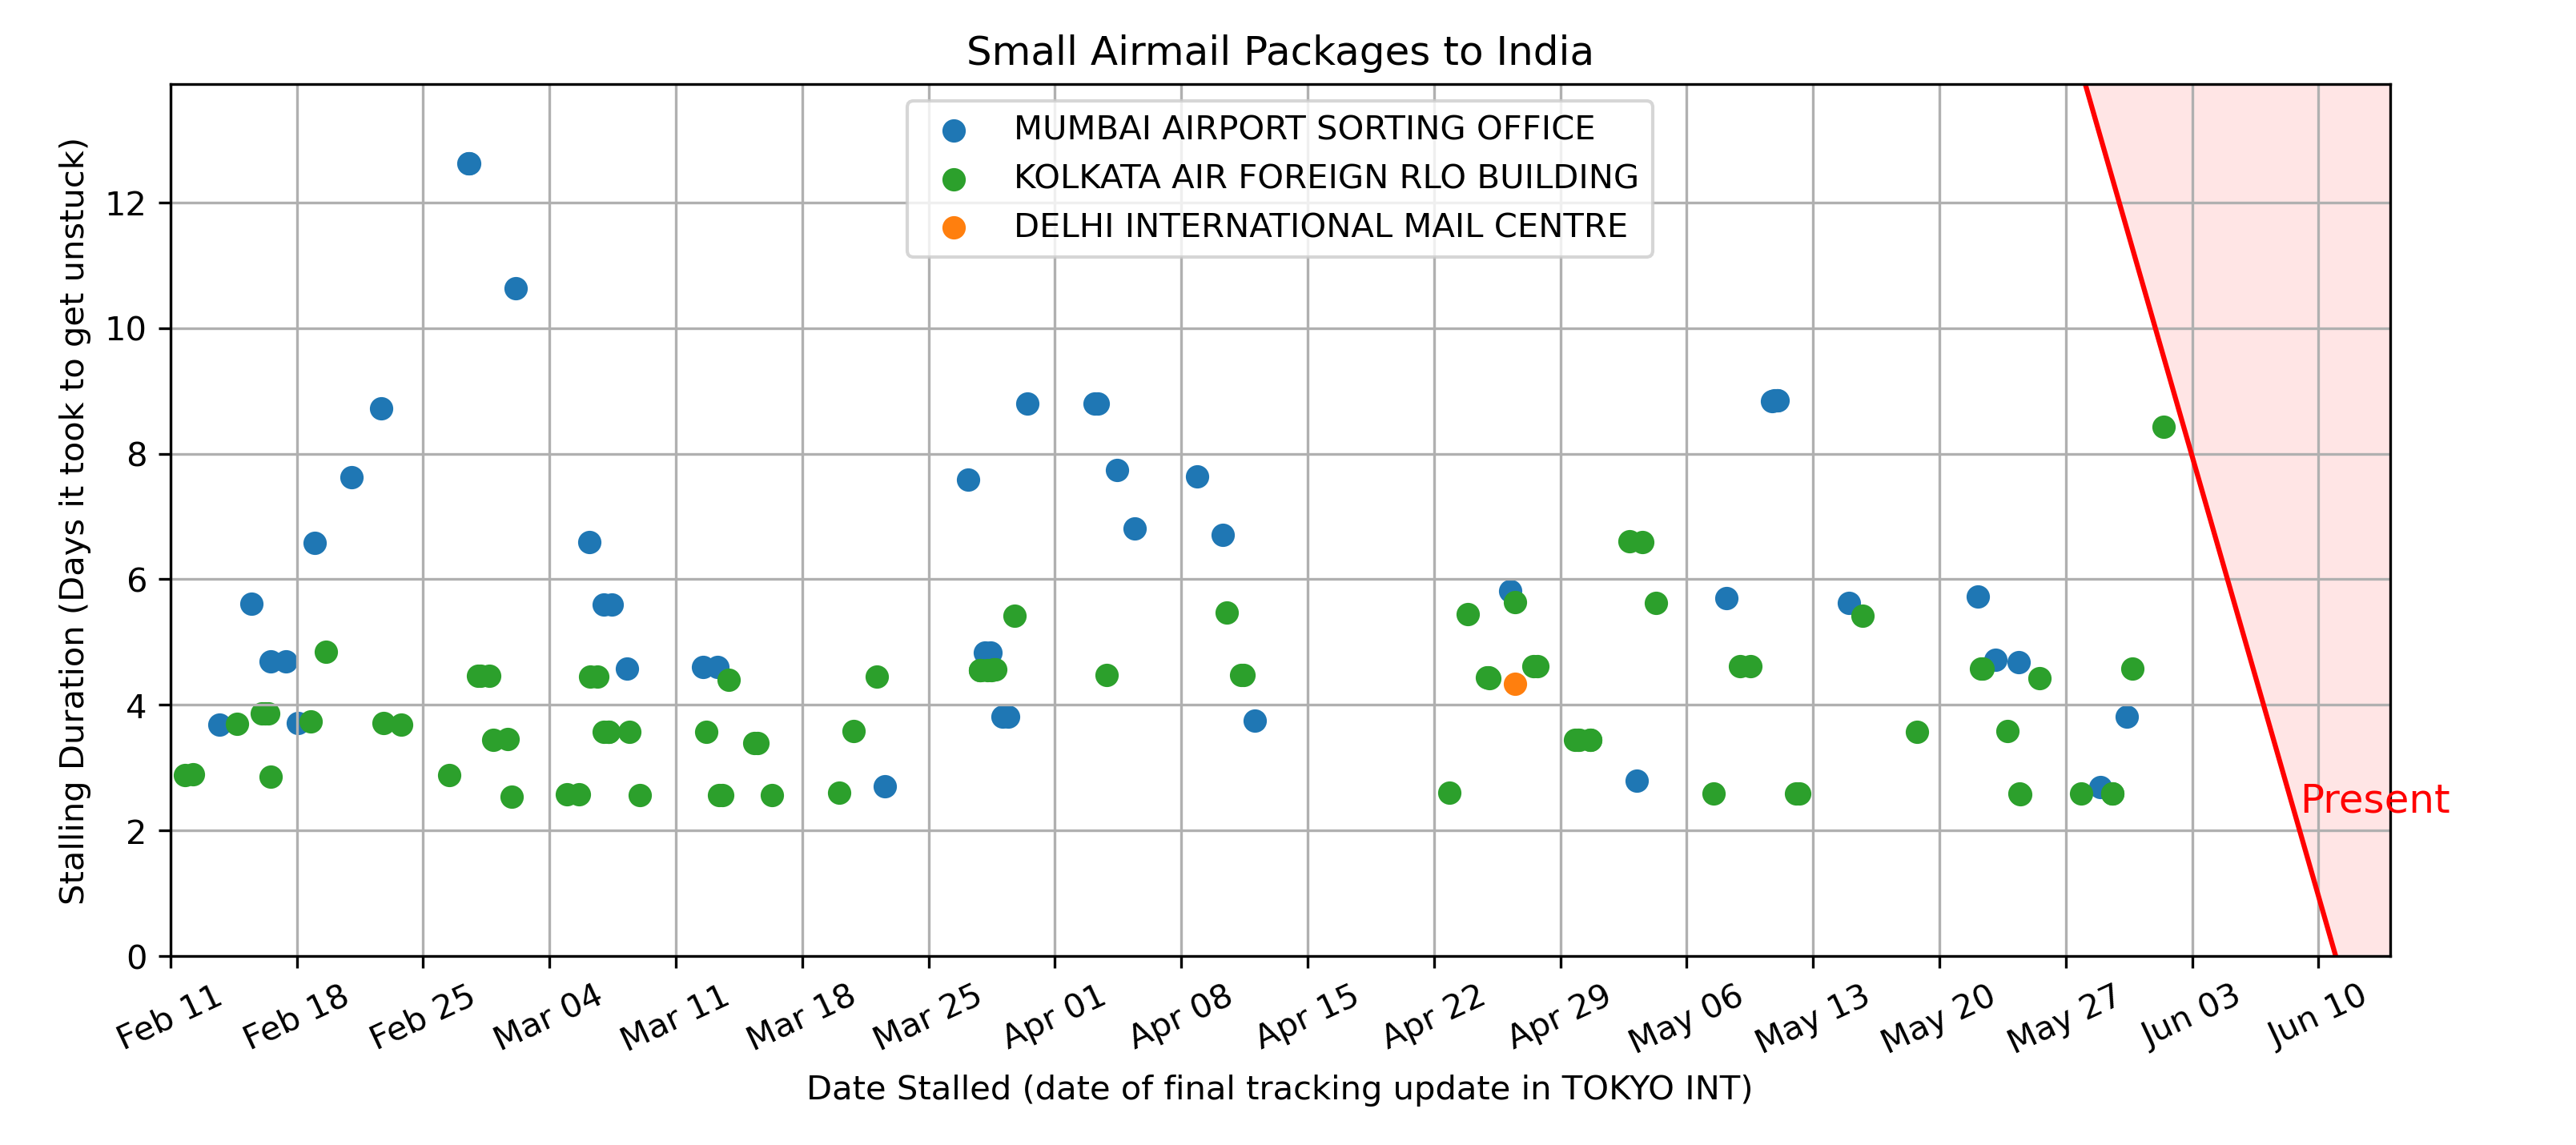 Small Airmail Packages to India
MUMBAI AIRPORT SORTING OFFICE
KOLKATA AIR FOREIGN RLO BUILDING
DELHI INTERNATIONAL MAIL CENTRE
Stalling Duration (Days it took to get unstuck)
12
10
8
6
4
2
0
Present
Feb 11
Feb 18
Feb 25
Mar 04
Mar 11
Mar 18
Mar 25
Apr 01
Apr 08
Apr 15
Apr 22
Apr 29
May 06
May 13
May 20
May 27
Jun 03
Jun 10
Date Stalled (date of final tracking update in TOKYO INT)